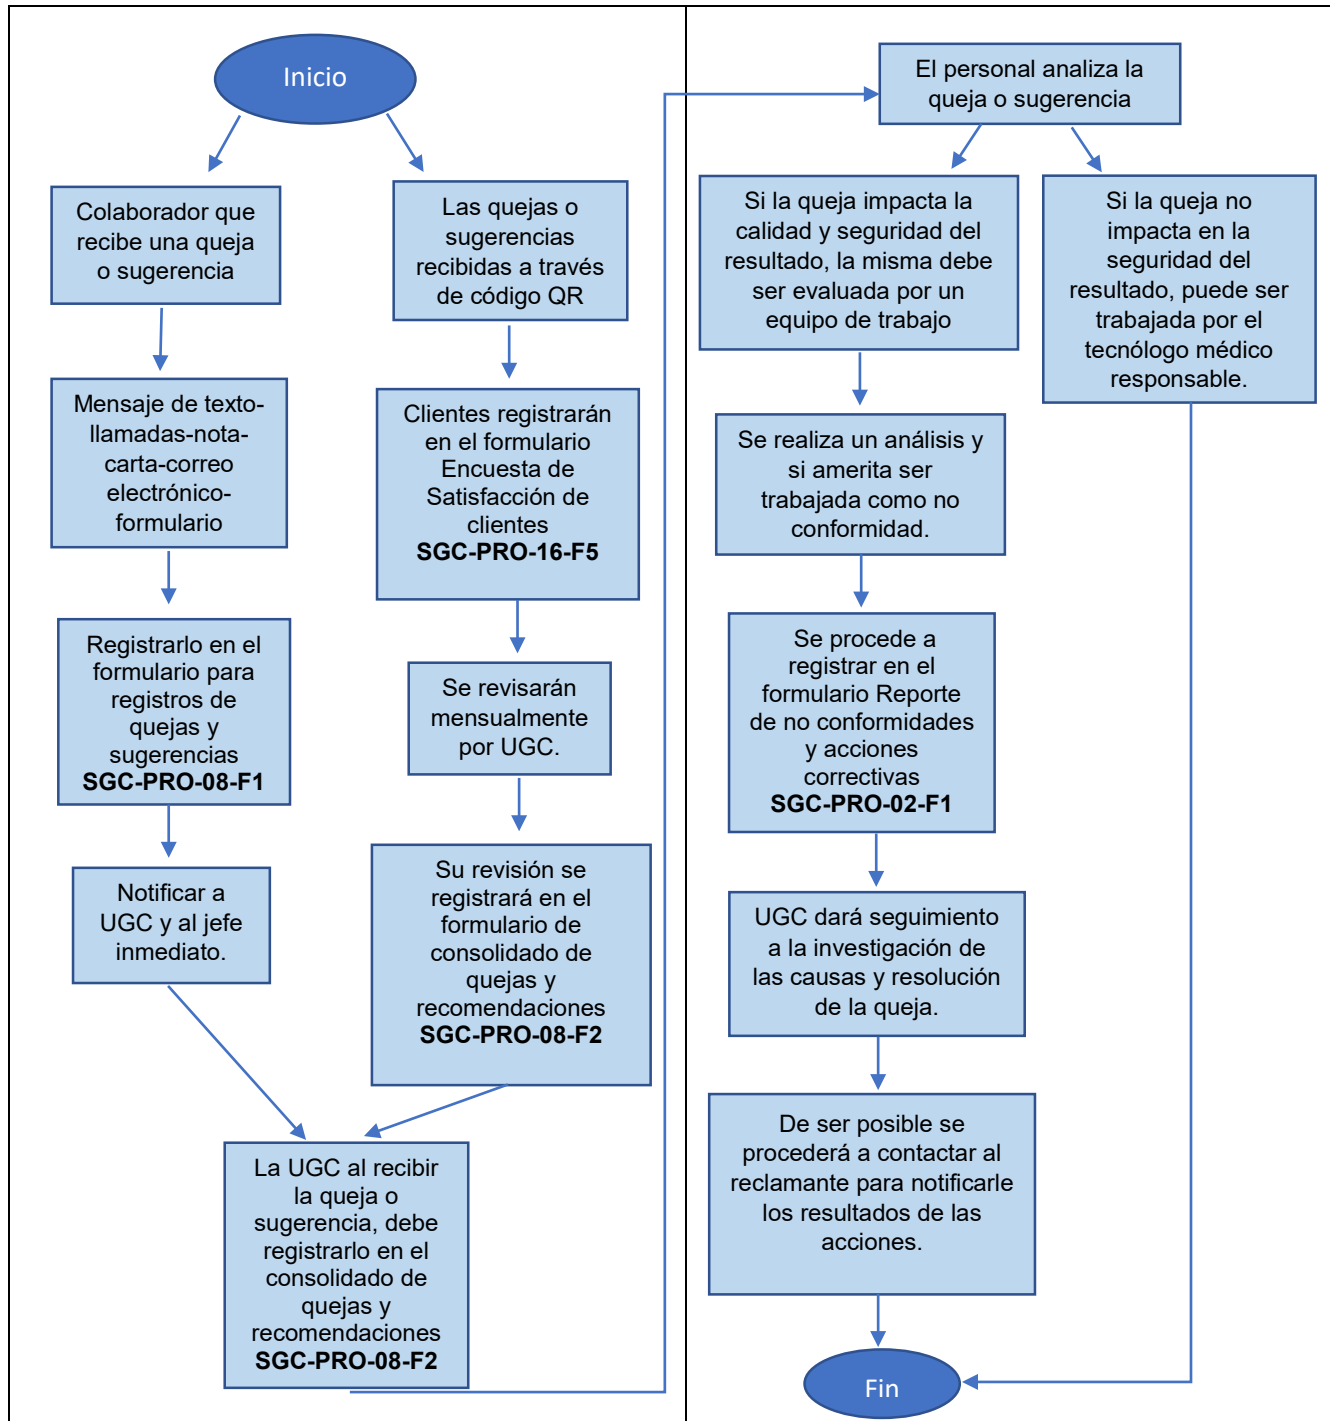 Inicio
Colaborador que
recibe una queja
o sugerencia
Mensaje de texto-
llamadas-nota-
carta-correo
electrónico-
formulario
Registrarlo en el
formulario para
registros de
quejas y
sugerencias
SGC-PRO-08-F1
Notificar a
UGC y al jefe
inmediato.
Las quejas o
sugerencias
recibidas a través
de código QR
Clientes registrarán
en el formulario
Encuesta de
Satisfacción de
clientes
SGC-PRO-16-F5
Se revisarán
mensualmente
por UGC.
Su revisión se
registrará en el
formulario de
consolidado de
quejas y
recomendaciones
SGC-PRO-08-F2
La UGC al recibir
la queja o
sugerencia, debe
registrarlo en el
consolidado de
quejas y
recomendaciones
SGC-PRO-08-F2
El personal analiza la
queja o sugerencia
Si la queja impacta la
calidad y seguridad del
resultado, la misma debe
ser evaluada por un
equipo de trabajo
Si la queja no
impacta en la
seguridad del
resultado, puede ser
trabajada por el
tecnólogo médico
responsable.
Se realiza un análisis y
si amerita ser
trabajada como no
conformidad.
Se procede a
registrar en el
formulario Reporte
de no conformidades
y acciones
correctivas
SGC-PRO-02-F1
UGC dará seguimiento
a la investigación de
las causas y resolución
de la queja.
De ser posible se
procederá a contactar al
reclamante para notificarle
los resultados de las
acciones.
Fin